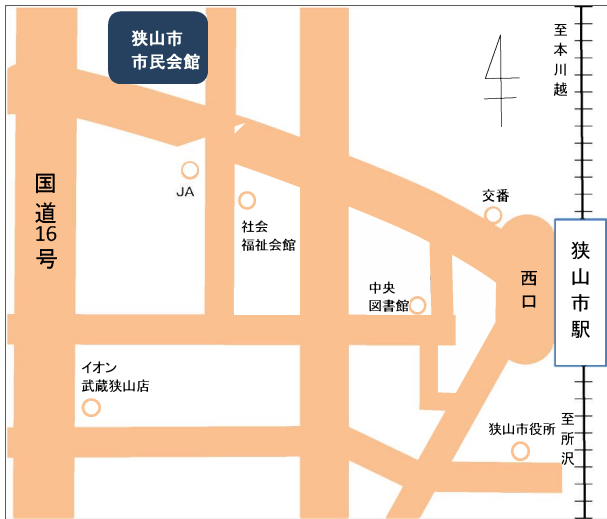 狭山市
市民会館
至本川越
国道16号
JA
社会
福祉会館
交番
西口
狭山市駅
中央
図書館
イオン
武蔵狭山店
狭山市役所
至所沢